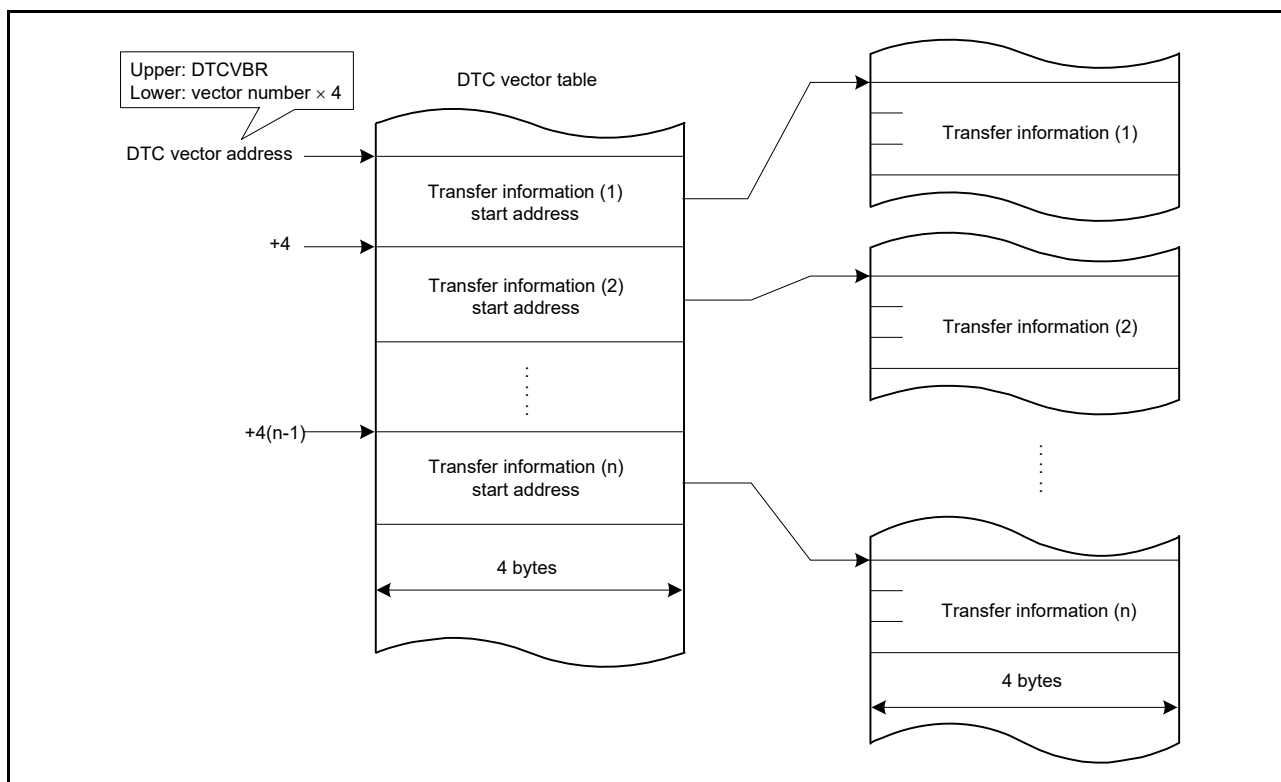 Upper: DTCVBR
Lower: vector number × 4
DTC vector table
DTC vector address
Transfer information (1)
start address
+4
Transfer information (2)
start address
+4(n-1)
Transfer information (n)
start address
4 bytes
Transfer information (1)
Transfer information (2)
Transfer information (n)
4 bytes